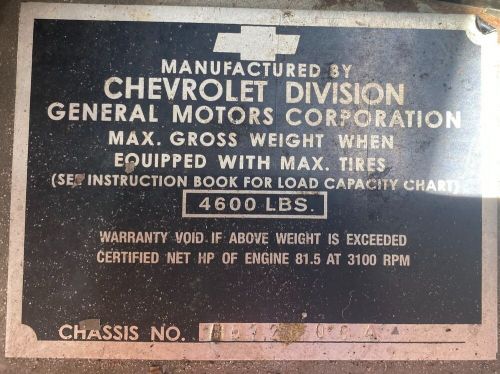 MANUFACTURED BY
CHEVROLET DIVISION
GENERAL MOTORS CORPORATION
MAX. GROSS WEIGHT WHEN
EQUIPPED WITH MAX. TIRES
(SEE INSTRUCTION BOOK FOR LOAD CAPACITY CHART)
4600 LBS.
WARRANTY VOID IF ABOVE WEIGHT IS EXCEEDED
CERTIFIED NET HP OF ENGINE 81.5 AT 3100 RPM
CHASSIS NO.